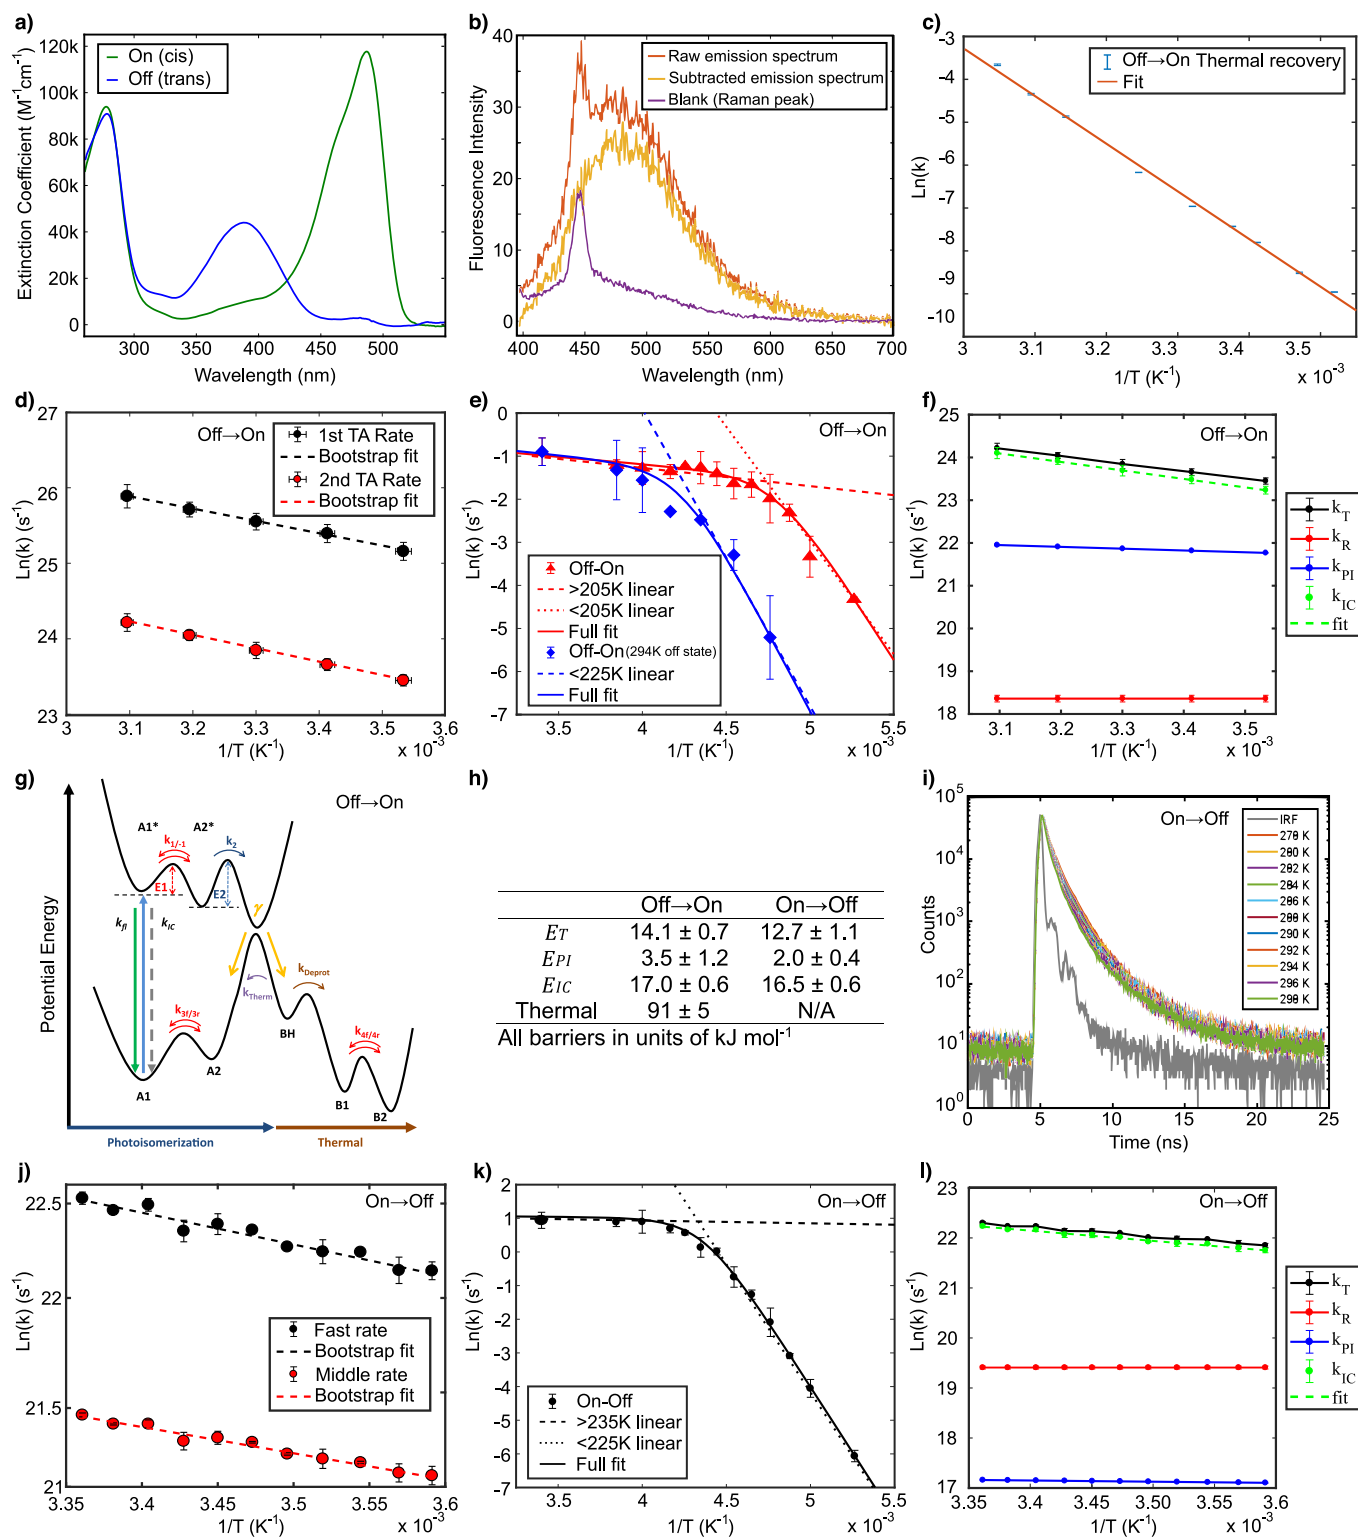 a)
120k
100k
80k
60k
40k
20k
0
300 350 400 450 500
Wavelength (nm)
Extinction Coefficient (M⁻¹cm⁻¹)
On (cis)
Off (trans)
b)
40
30
20
10
0
400 450 500 550 600 650 700
Wavelength (nm)
Fluorescence Intensity
Raw emission spectrum
Subtracted emission spectrum
Blank (Raman peak)
c)
-3
-4
-5
-6
-7
-8
-9
-10
3 3.1 3.2 3.3 3.4 3.5
1/T (K⁻¹)
x 10⁻³
Ln(k)
Off→On Thermal recovery
Fit
d)
27
26
25
24
23
3 3.1 3.2 3.3 3.4 3.5 3.6
1/T (K⁻¹)
x 10⁻³
Ln(k) (s⁻¹)
Off→On
1st TA Rate
Bootstrap fit
2nd TA Rate
Bootstrap fit
e)
0
-1
-2
-3
-4
-5
-6
-7
3.5 4 4.5 5 5.5
1/T (K⁻¹)
x 10⁻³
Ln(k) (s⁻¹)
Off→On
Off-On
>205K linear
<205K linear
Full fit
Off-On (294K off state)
<225K linear
Full fit
f)
25
24
23
22
21
20
19
18
3.1 3.2 3.3 3.4 3.5
1/T (K⁻¹)
x 10⁻³
Ln(k) (s⁻¹)
Off→On
k_T
k_R
k_PI
k_IC
fit
g)
Off→On
Potential Energy
A1*
A2*
k_1/-1
k_2
E1
E2
γ
k_fl
k_IC
k_Therm
k_Deprot
k_3f/3r
k_4f/4r
A1
A2
BH
B1
B2
Photoisomerization
Thermal
h)
Off→On On→Off
E_T 14.1 ± 0.7 12.7 ± 1.1
E_PI 3.5 ± 1.2 2.0 ± 0.4
E_IC 17.0 ± 0.6 16.5 ± 0.6
Thermal 91 ± 5 N/A
All barriers in units of kJ mol⁻¹
i)
10⁵
10⁴
10³
10²
10¹
10⁰
0 5 10 15 20 25
Time (ns)
Counts
On→Off
IRF
278 K
280 K
282 K
284 K
286 K
288 K
290 K
292 K
294 K
296 K
298 K
j)
22.5
22
21.5
21
3.35 3.4 3.45 3.5 3.55 3.6
1/T (K⁻¹)
x 10⁻³
Ln(k) (s⁻¹)
On→Off
Fast rate
Bootstrap fit
Middle rate
Bootstrap fit
k)
2
1
0
-1
-2
-3
-4
-5
-6
-7
3.5 4 4.5 5 5.5
1/T (K⁻¹)
x 10⁻³
Ln(k) (s⁻¹)
On→Off
On-Off
>235K linear
<225K linear
Full fit
l)
23
22
21
20
19
18
17
3.35 3.40 3.45 3.50 3.55 3.6
1/T (K⁻¹)
x 10⁻³
Ln(k) (s⁻¹)
On→Off
k_T
k_R
k_PI
k_IC
fit